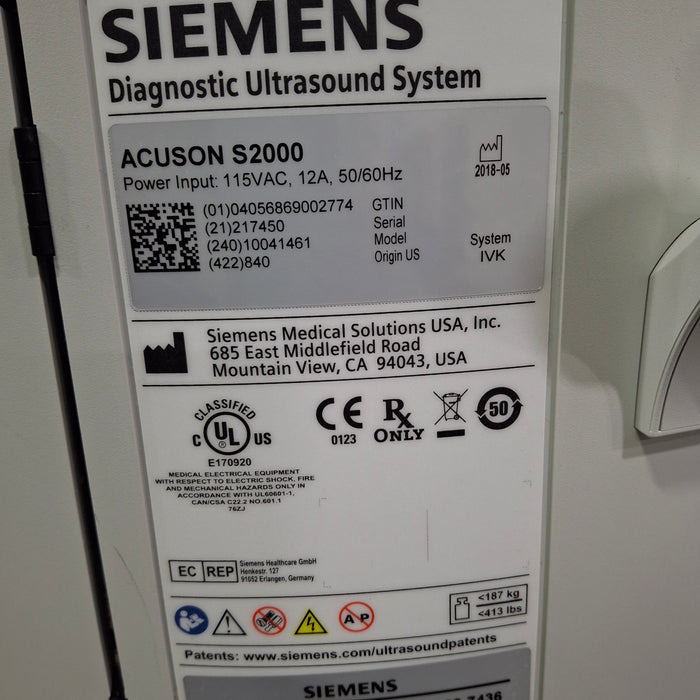 SIEMENS
Diagnostic Ultrasound System
ACUSON S2000
Power Input: 115VAC, 12A, 50/60Hz
2018-05
(01)04056869002774 GTIN
(21)217450 Serial
(240)10041461 Model System
(422)840 Origin US IVK
Siemens Medical Solutions USA, Inc.
685 East Middlefield Road
Mountain View, CA 94043, USA
CLASSIFIED
C UL ® US
E170920
MEDICAL ELECTRICAL EQUIPMENT
WITH RESPECT TO ELECTRIC SHOCK, FIRE
AND MECHANICAL HAZARDS ONLY IN
ACCORDANCE WITH UL60601-1,
CAN/CSA C22.2 NO.601.1
76ZJ
CE
0123
Rx
ONLY
50
EC REP
Siemens Healthcare GmbH
Henkestr. 127
91052 Erlangen, Germany
AP
<187 kg
<413 lbs
Patents: www.siemens.com/ultrasoundpatents
SIEMENS
7436